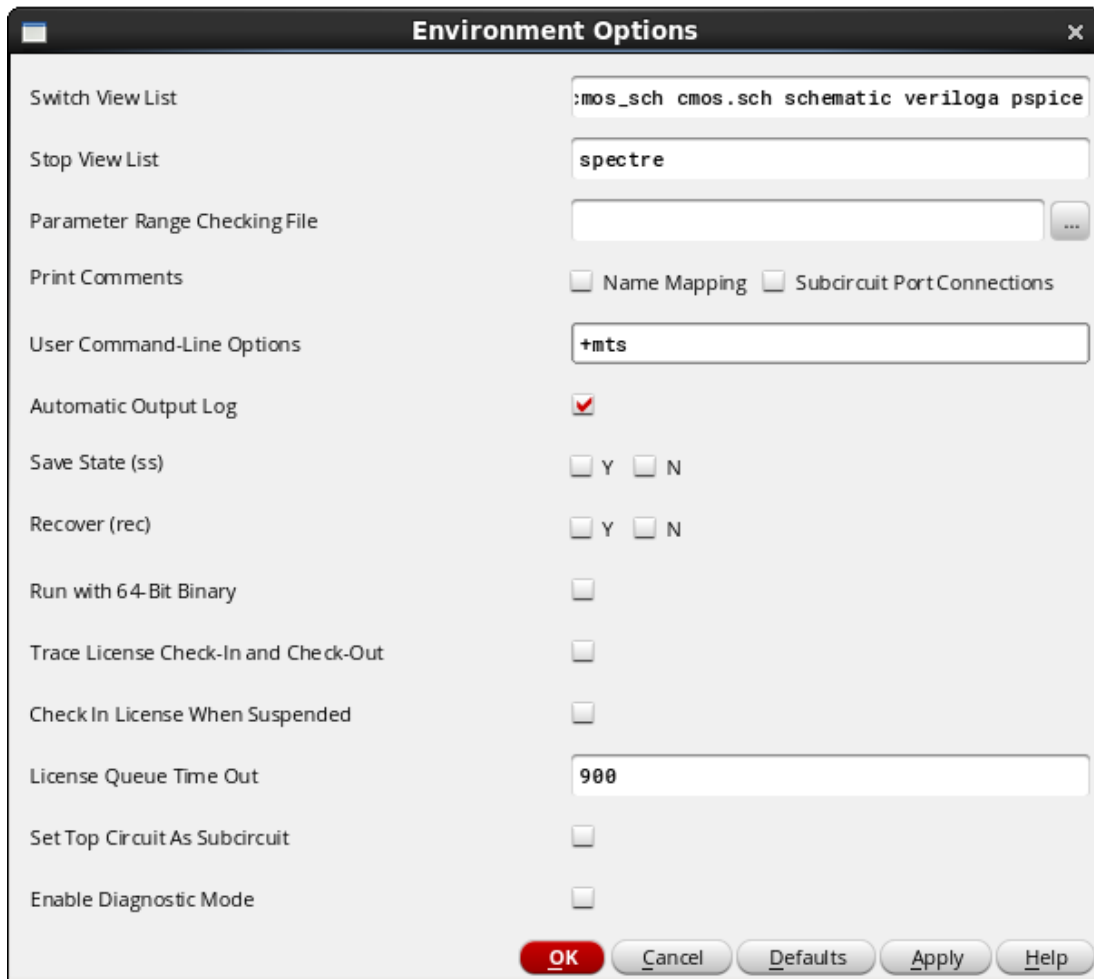 Environment Options
Switch View List
cmos_sch cmos.sch schematic veriloga pspice
Stop View List
spectre
Parameter Range Checking File
...
Print Comments
Name Mapping Subcircuit Port Connections
User Command-Line Options
+mts
Automatic Output Log
Save State (ss)
Y N
Recover (rec)
Y N
Run with 64-Bit Binary
Trace License Check-In and Check-Out
Check In License When Suspended
License Queue Time Out
900
Set Top Circuit As Subcircuit
Enable Diagnostic Mode
OK Cancel Defaults Apply Help